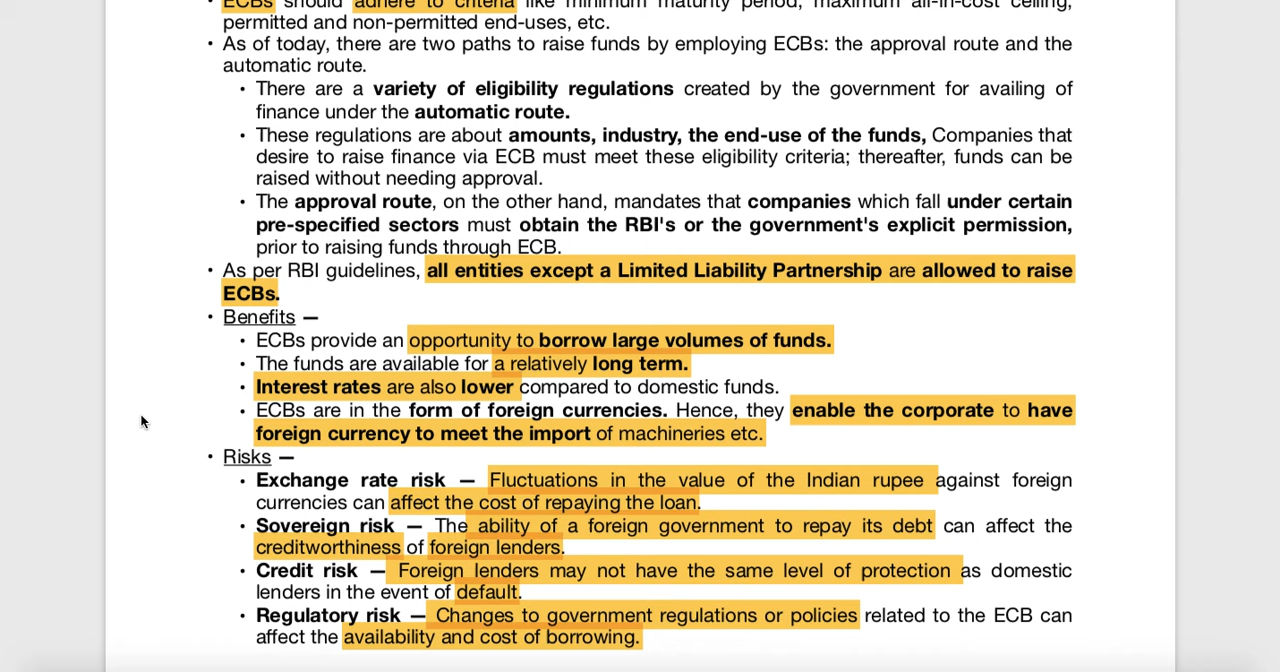 • ECBs should adhere to criteria like minimum maturity period, maximum all-in-cost ceiling,
permitted and non-permitted end-uses, etc.
• As of today, there are two paths to raise funds by employing ECBs: the approval route and the
automatic route.
• There are a variety of eligibility regulations created by the government for availing of
finance under the automatic route.
• These regulations are about amounts, industry, the end-use of the funds, Companies that
desire to raise finance via ECB must meet these eligibility criteria; thereafter, funds can be
raised without needing approval.
• The approval route, on the other hand, mandates that companies which fall under certain
pre-specified sectors must obtain the RBI's or the government's explicit permission,
prior to raising funds through ECB.
• As per RBI guidelines, all entities except a Limited Liability Partnership are allowed to raise
ECBs.
• Benefits —
• ECBs provide an opportunity to borrow large volumes of funds.
• The funds are available for a relatively long term.
• Interest rates are also lower compared to domestic funds.
• ECBs are in the form of foreign currencies. Hence, they enable the corporate to have
foreign currency to meet the import of machineries etc.
• Risks —
• Exchange rate risk — Fluctuations in the value of the Indian rupee against foreign
currencies can affect the cost of repaying the loan.
• Sovereign risk — The ability of a foreign government to repay its debt can affect the
creditworthiness of foreign lenders.
• Credit risk — Foreign lenders may not have the same level of protection as domestic
lenders in the event of default.
• Regulatory risk — Changes to government regulations or policies related to the ECB can
affect the availability and cost of borrowing.